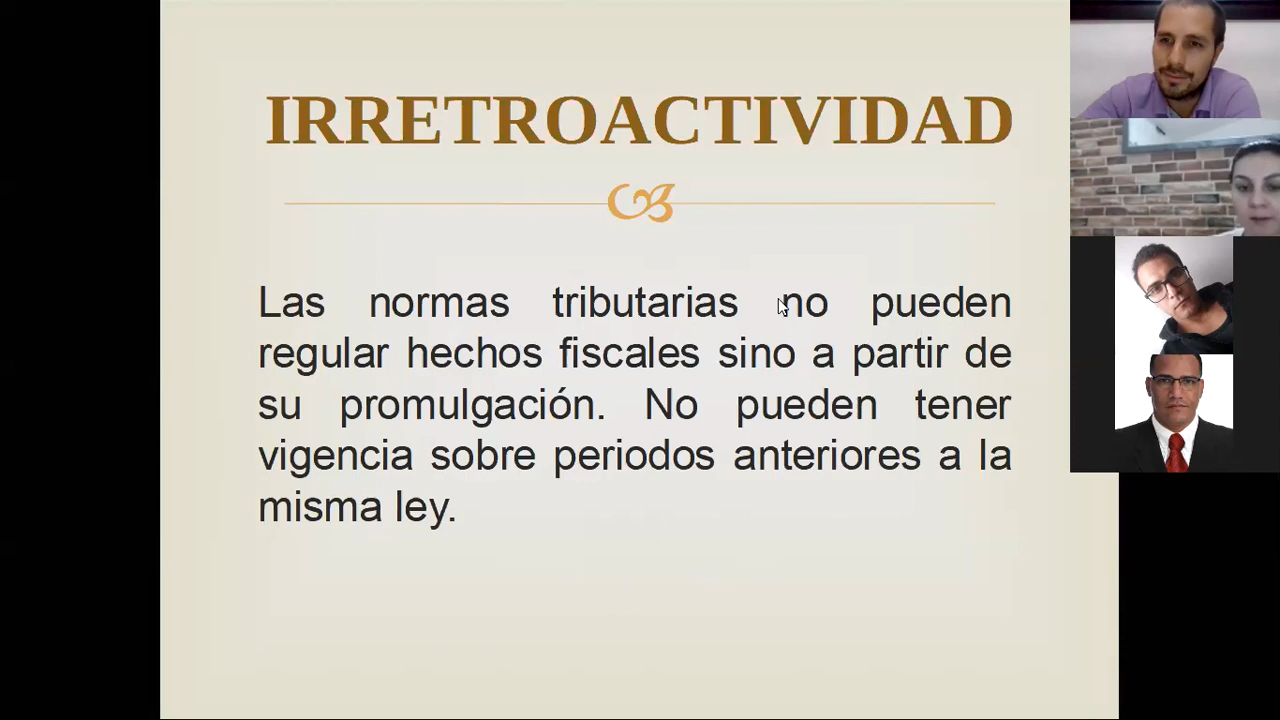 IRRETROACTIVIDAD
Las normas tributarias no pueden
regular hechos fiscales sino a partir de
su promulgación. No pueden tener
vigencia sobre periodos anteriores a la
misma ley.